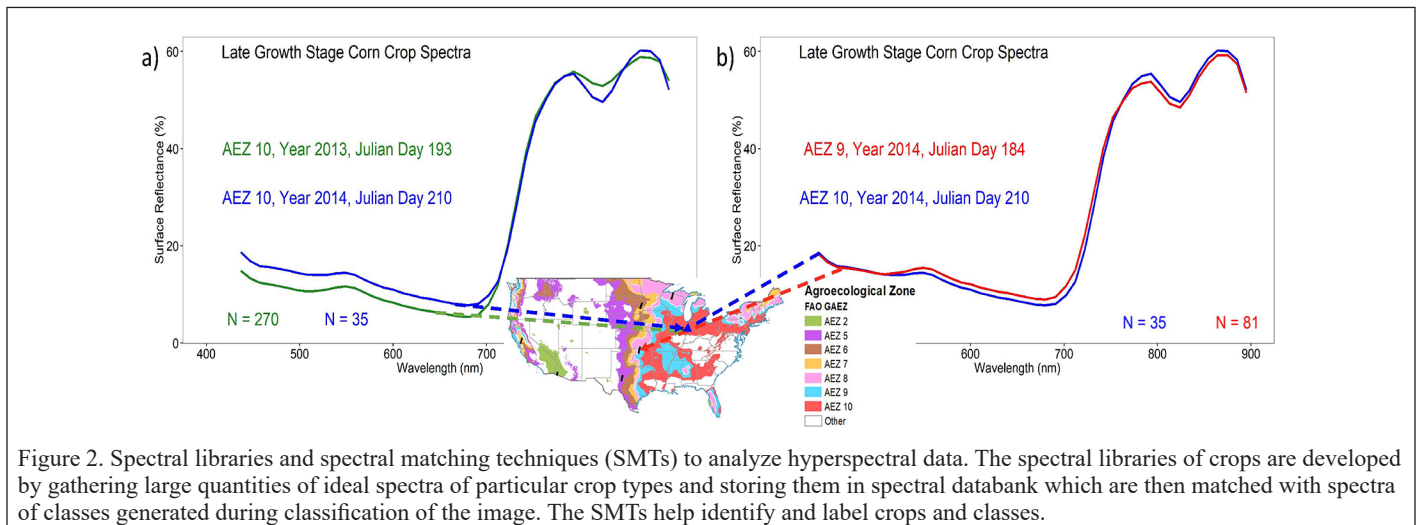 a)
Late Growth Stage Corn Crop Spectra
AEZ 10, Year 2013, Julian Day 193
AEZ 10, Year 2014, Julian Day 210
N = 270
N = 35
Surface Reflectance (%)
60
40
20
0
400
500
600
700
Wavelength (nm)
b)
Late Growth Stage Corn Crop Spectra
AEZ 9, Year 2014, Julian Day 184
AEZ 10, Year 2014, Julian Day 210
N = 35
N = 81
Surface Reflectance (%)
60
40
20
600
700
800
900
Wavelength (nm)
Agroecological Zone
FAO GAEZ
AEZ 2
AEZ 5
AEZ 6
AEZ 7
AEZ 8
AEZ 9
AEZ 10
Other
Figure 2. Spectral libraries and spectral matching techniques (SMTs) to analyze hyperspectral data. The spectral libraries of crops are developed
by gathering large quantities of ideal spectra of particular crop types and storing them in spectral databank which are then matched with spectra
of classes generated during classification of the image. The SMTs help identify and label crops and classes.